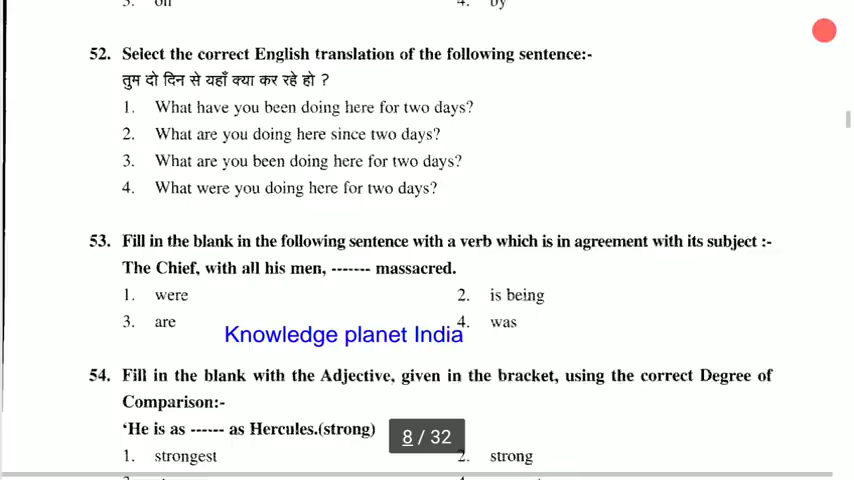 3. on 4. by
52. Select the correct English translation of the following sentence:-
तुम दो दिन से यहाँ क्या कर रहे हो ?
1. What have you been doing here for two days?
2. What are you doing here since two days?
3. What are you been doing here for two days?
4. What were you doing here for two days?
53. Fill in the blank in the following sentence with a verb which is in agreement with its subject :-
The Chief, with all his men, ------- massacred.
1. were 2. is being
3. are 4. was
Knowledge planet India
54. Fill in the blank with the Adjective, given in the bracket, using the correct Degree of
Comparison:-
‘He is as ------ as Hercules.(strong)
8 / 32
1. strongest 2. strong